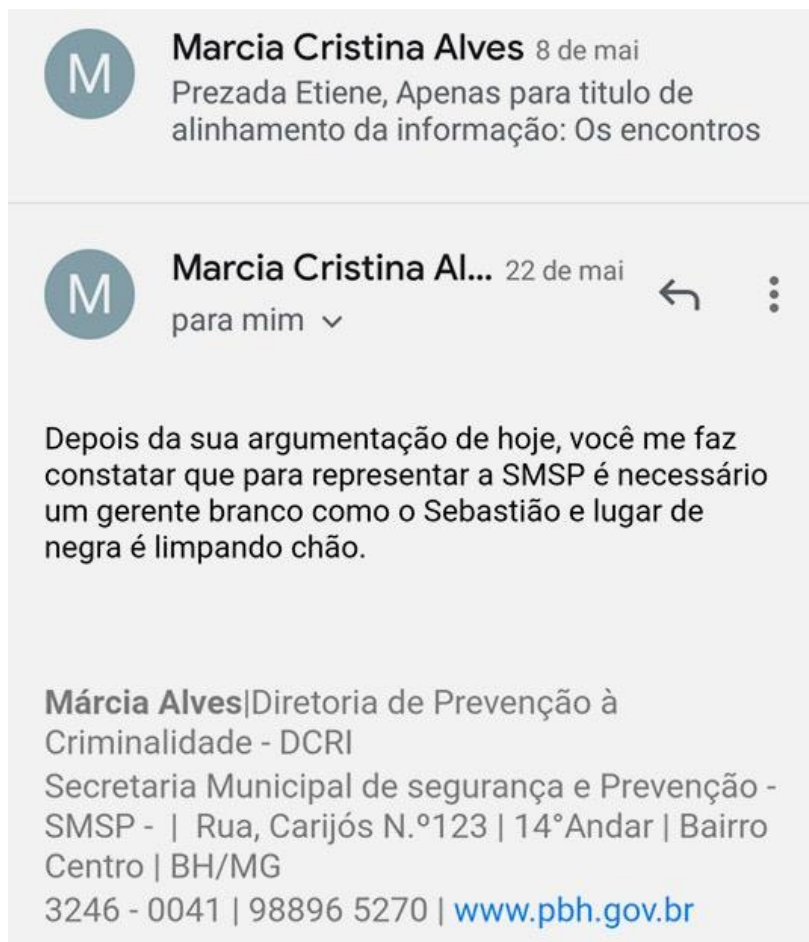 M
Marcia Cristina Alves 8 de mai
Prezada Etiene, Apenas para titulo de
alinhamento da informação: Os encontros
M
Marcia Cristina Al... 22 de mai
para mim
Depois da sua argumentação de hoje, você me faz
constatar que para representar a SMSP é necessário
um gerente branco como o Sebastião e lugar de
negra é limpando chão.
Márcia Alves|Diretoria de Prevenção à
Criminalidade - DCRI
Secretaria Municipal de segurança e Prevenção -
SMSP - | Rua, Carijós N.º123 | 14°Andar | Bairro
Centro | BH/MG
3246 - 0041 | 98896 5270 | www.pbh.gov.br